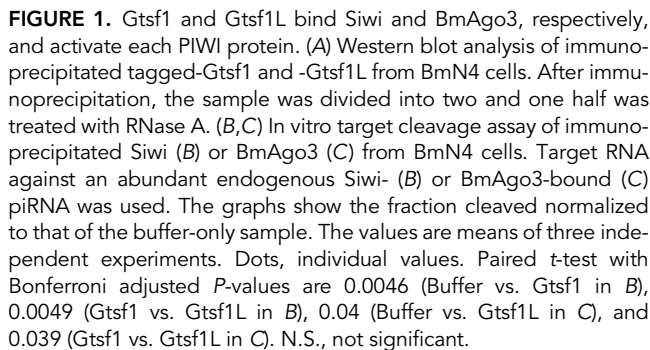 FIGURE 1. Gtsf1 and Gtsf1L bind Siwi and BmAgo3, respectively,
and activate each PIWI protein. (A) Western blot analysis of immuno-
precipitated tagged-Gtsf1 and -Gtsf1L from BmN4 cells. After immu-
noprecipitation, the sample was divided into two and one half was
treated with RNase A. (B,C) In vitro target cleavage assay of immuno-
precipitated Siwi (B) or BmAgo3 (C) from BmN4 cells. Target RNA
against an abundant endogenous Siwi- (B) or BmAgo3-bound (C)
piRNA was used. The graphs show the fraction cleaved normalized
to that of the buffer-only sample. The values are means of three inde-
pendent experiments. Dots, individual values. Paired t-test with
Bonferroni adjusted P-values are 0.0046 (Buffer vs. Gtsf1 in B),
0.0049 (Gtsf1 vs. Gtsf1L in B), 0.04 (Buffer vs. Gtsf1L in C), and
0.039 (Gtsf1 vs. Gtsf1L in C). N.S., not significant.